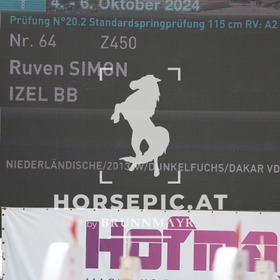 4. - 6. Oktober 2024
Prüfung N°20.2 Standardspringprüfung 115 cm RV: A2
Nr. 64 Z450
Ruven SIMON
IZEL BB
NIEDERLÄNDISCHE/2013/W/DUNKELFUCHS/DAKAR VD
HORSEPIC.AT
by BRUNNMAYR